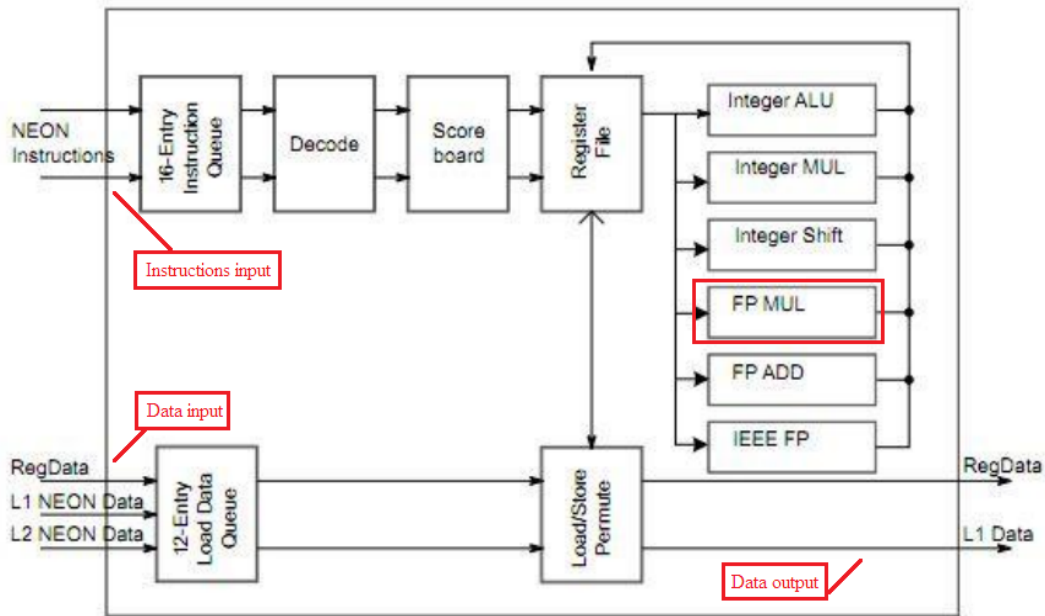 NEON
Instructions
16-Entry
Instruction
Queue
Decode
Score
board
Register
File
Integer ALU
Integer MUL
Integer Shift
FP MUL
FP ADD
IEEE FP
Instructions input
Data input
RegData
L1 NEON Data
L2 NEON Data
12-Entry
Load Data
Queue
Load/Store
Permute
RegData
L1 Data
Data output